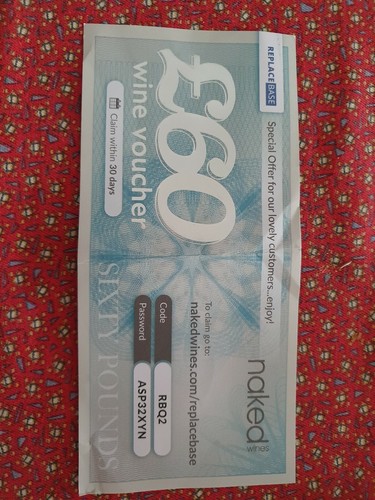 REPLACEBASE
Special Offer for our lovely customers...enjoy!
naked
wines
£60
wine voucher
Claim within 30 days
To claim go to:
nakedwines.com/replacebase
Code
RBQ2
Password
ASP32XYN
SIXTY POUNDS